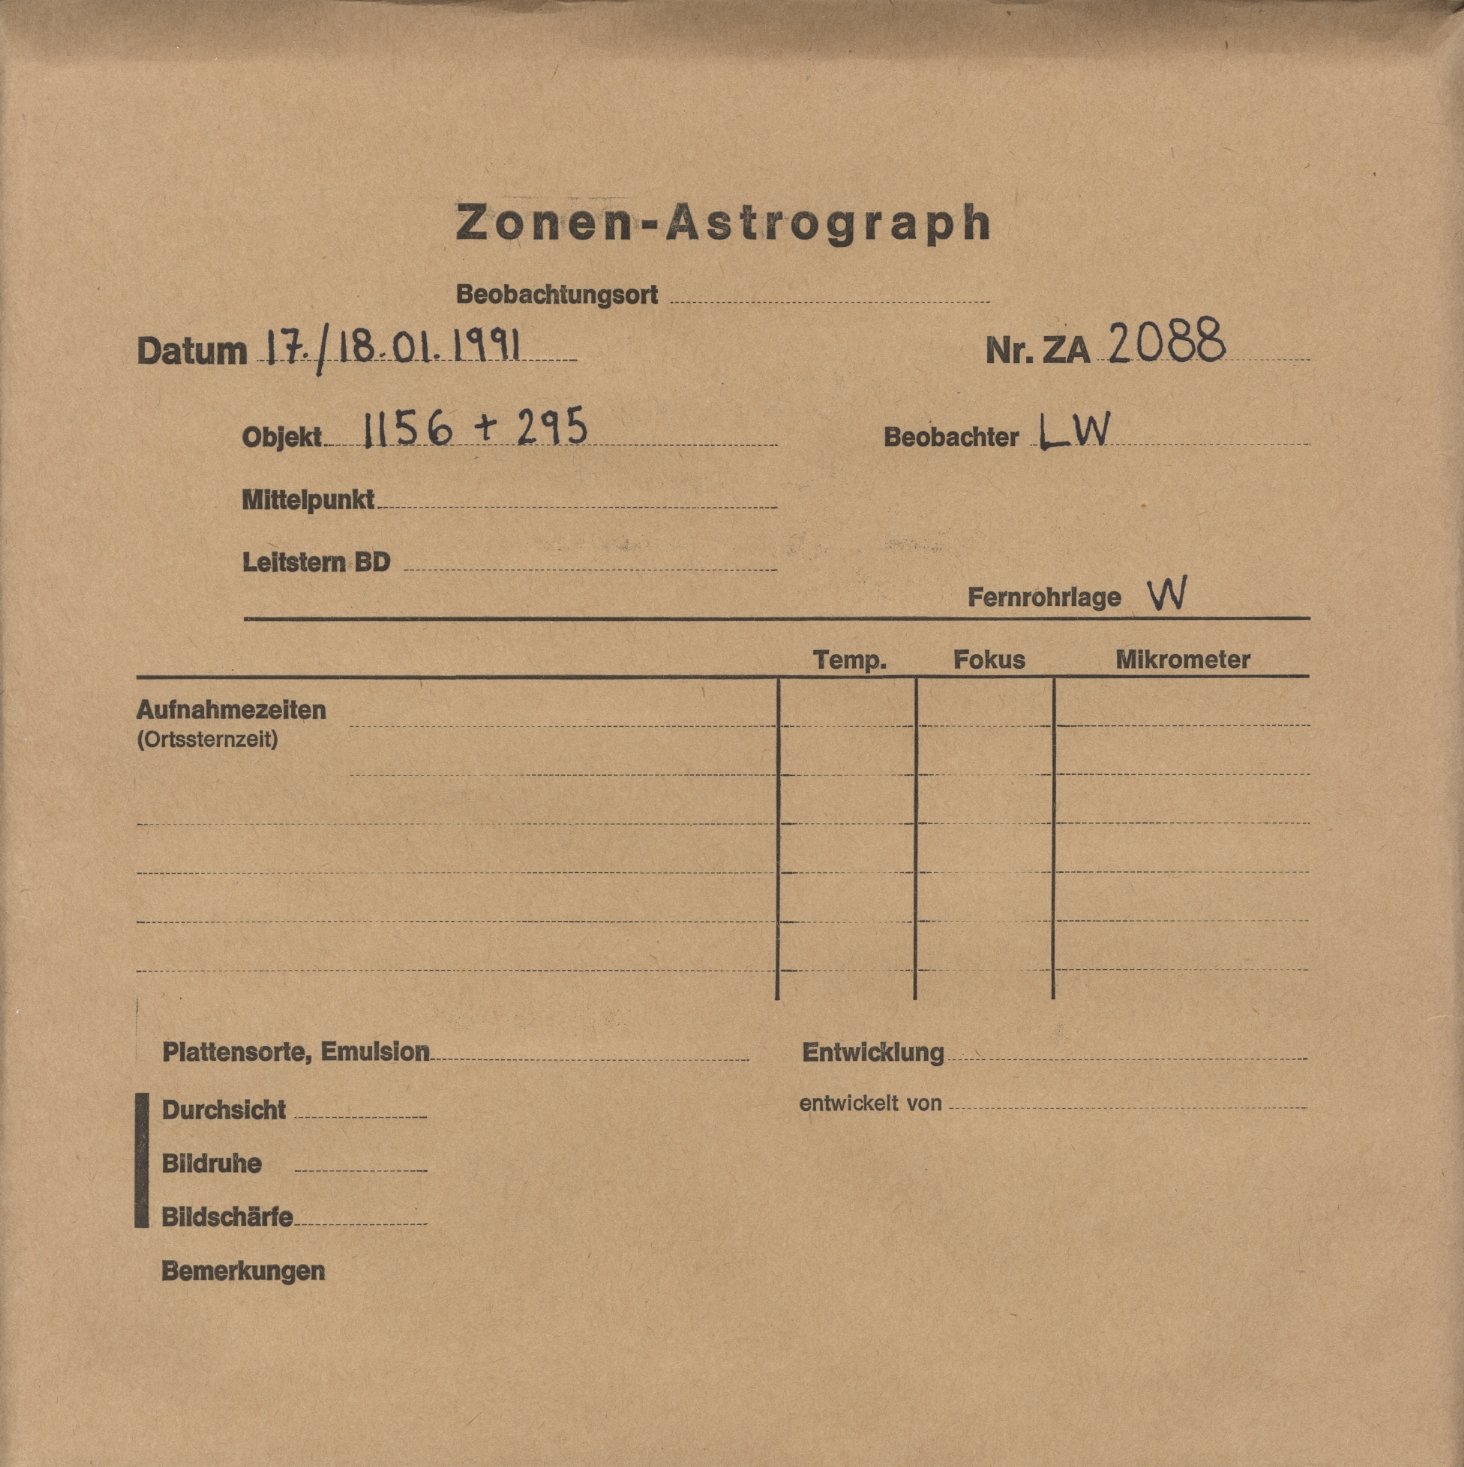 Zonen-Astrograph
Beobachtungsort
Datum 17./18.01.1991 Nr. ZA 2088
Objekt 1156 + 295 Beobachter LW
Mittelpunkt
Leitstern BD
Fernrohrlage W
Temp. Fokus Mikrometer
Aufnahmezeiten
(Ortssternzeit)
Plattensorte, Emulsion Entwicklung
Durchsicht entwickelt von
Bildruhe
Bildschärfe
Bemerkungen